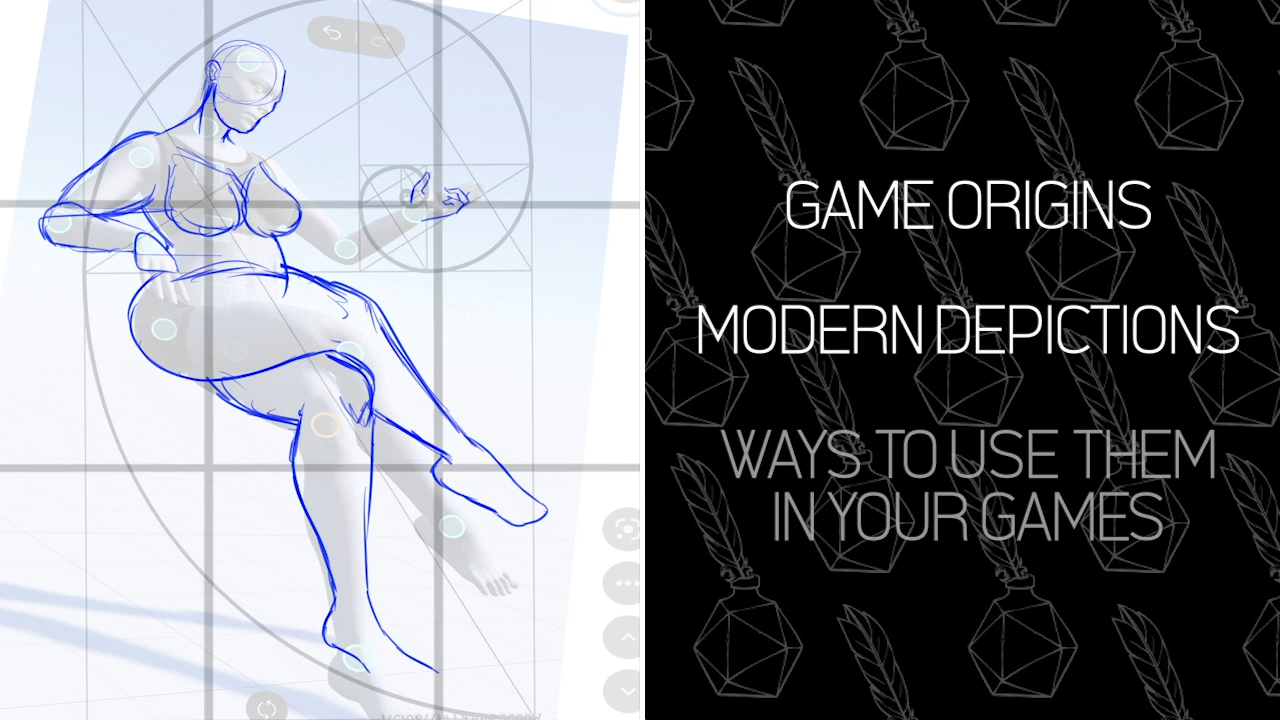 GAME ORIGINS
MODERN DEPICTIONS
WAYS TO USE THEM
IN YOUR GAMES